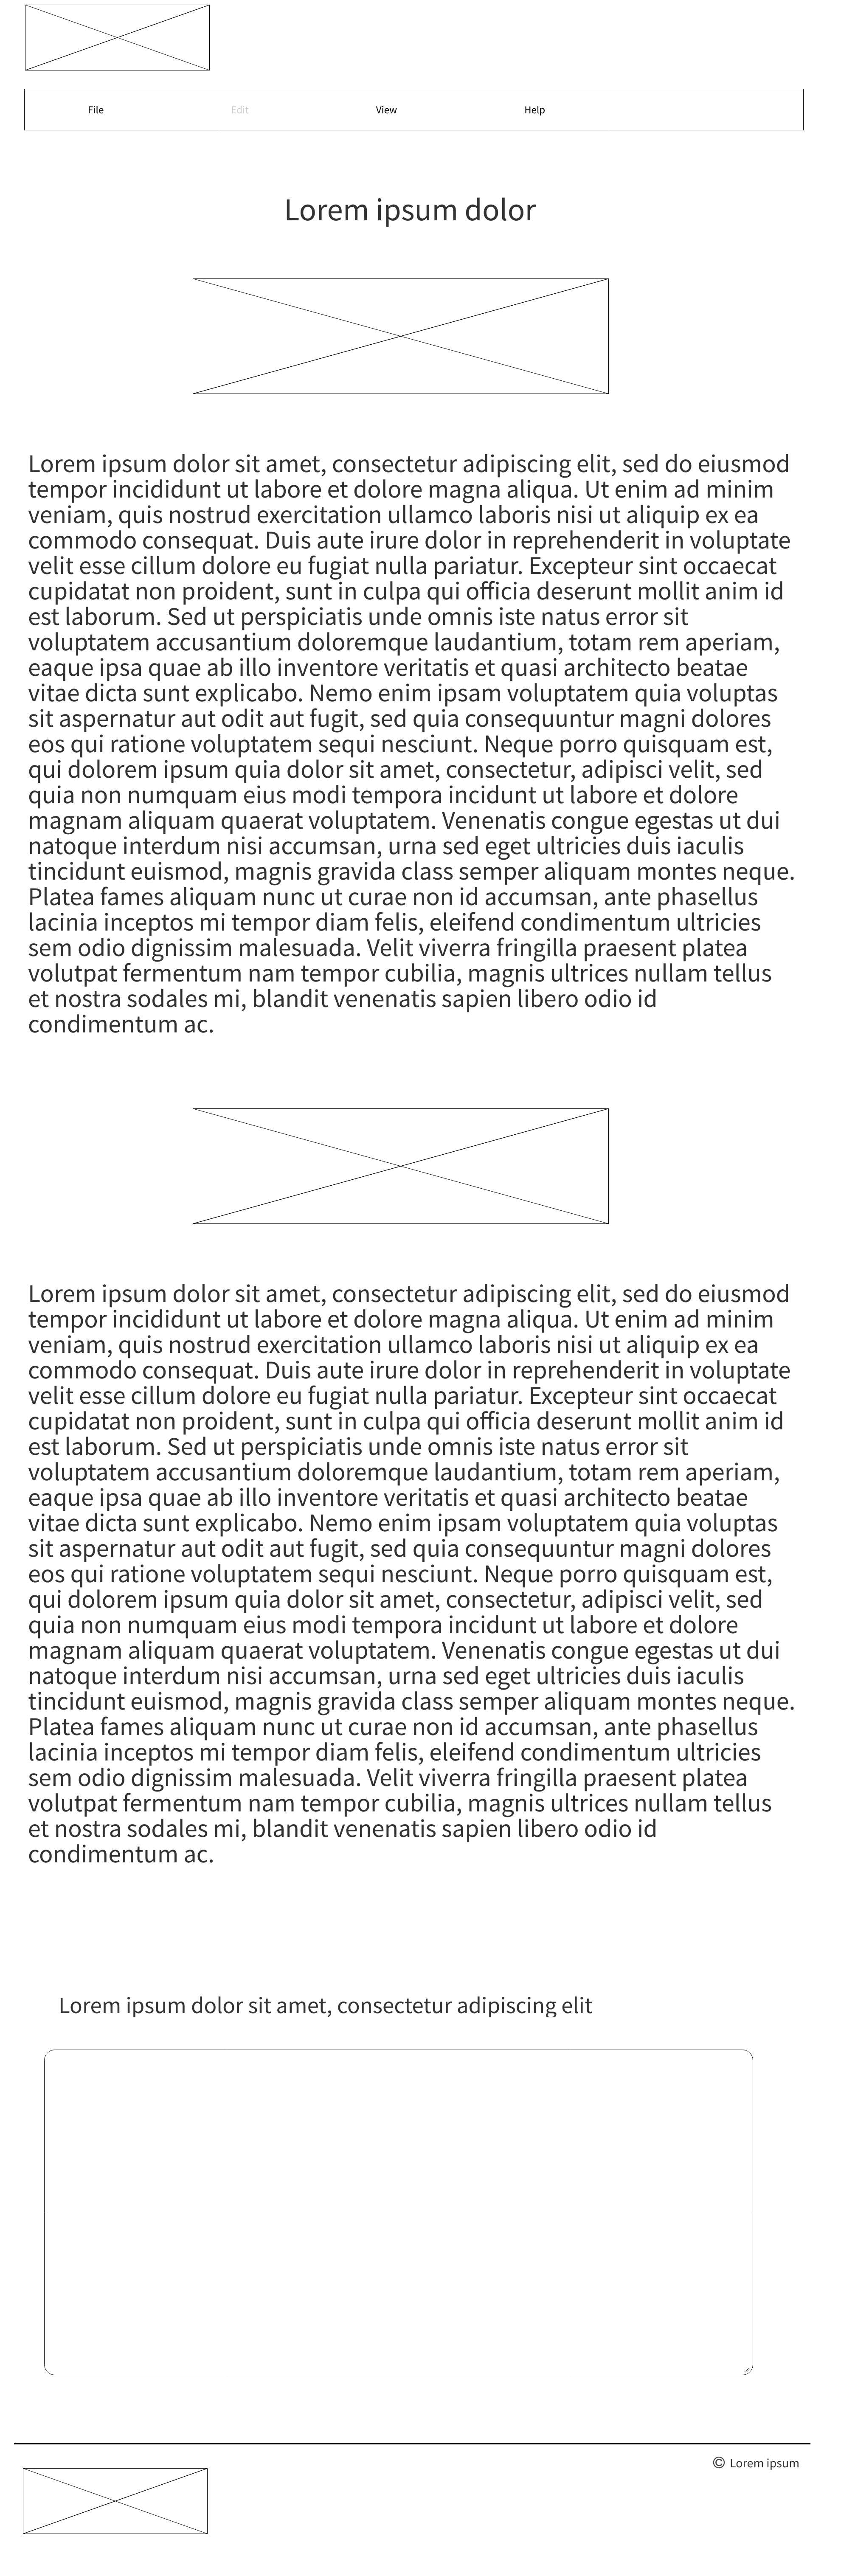 File Edit View Help
Lorem ipsum dolor
Lorem ipsum dolor sit amet, consectetur adipiscing elit, sed do eiusmod
tempor incididunt ut labore et dolore magna aliqua. Ut enim ad minim
veniam, quis nostrud exercitation ullamco laboris nisi ut aliquip ex ea
commodo consequat. Duis aute irure dolor in reprehenderit in voluptate
velit esse cillum dolore eu fugiat nulla pariatur. Excepteur sint occaecat
cupidatat non proident, sunt in culpa qui officia deserunt mollit anim id
est laborum. Sed ut perspiciatis unde omnis iste natus error sit
voluptatem accusantium doloremque laudantium, totam rem aperiam,
eaque ipsa quae ab illo inventore veritatis et quasi architecto beatae
vitae dicta sunt explicabo. Nemo enim ipsam voluptatem quia voluptas
sit aspernatur aut odit aut fugit, sed quia consequuntur magni dolores
eos qui ratione voluptatem sequi nesciunt. Neque porro quisquam est,
qui dolorem ipsum quia dolor sit amet, consectetur, adipisci velit, sed
quia non numquam eius modi tempora incidunt ut labore et dolore
magnam aliquam quaerat voluptatem. Venenatis congue egestas ut dui
natoque interdum nisi accumsan, urna sed eget ultricies duis iaculis
tincidunt euismod, magnis gravida class semper aliquam montes neque.
Platea fames aliquam nunc ut curae non id accumsan, ante phasellus
lacinia inceptos mi tempor diam felis, eleifend condimentum ultricies
sem odio dignissim malesuada. Velit viverra fringilla praesent platea
volutpat fermentum nam tempor cubilia, magnis ultrices nullam tellus
et nostra sodales mi, blandit venenatis sapien libero odio id
condimentum ac.
Lorem ipsum dolor sit amet, consectetur adipiscing elit, sed do eiusmod
tempor incididunt ut labore et dolore magna aliqua. Ut enim ad minim
veniam, quis nostrud exercitation ullamco laboris nisi ut aliquip ex ea
commodo consequat. Duis aute irure dolor in reprehenderit in voluptate
velit esse cillum dolore eu fugiat nulla pariatur. Excepteur sint occaecat
cupidatat non proident, sunt in culpa qui officia deserunt mollit anim id
est laborum. Sed ut perspiciatis unde omnis iste natus error sit
voluptatem accusantium doloremque laudantium, totam rem aperiam,
eaque ipsa quae ab illo inventore veritatis et quasi architecto beatae
vitae dicta sunt explicabo. Nemo enim ipsam voluptatem quia voluptas
sit aspernatur aut odit aut fugit, sed quia consequuntur magni dolores
eos qui ratione voluptatem sequi nesciunt. Neque porro quisquam est,
qui dolorem ipsum quia dolor sit amet, consectetur, adipisci velit, sed
quia non numquam eius modi tempora incidunt ut labore et dolore
magnam aliquam quaerat voluptatem. Venenatis congue egestas ut dui
natoque interdum nisi accumsan, urna sed eget ultricies duis iaculis
tincidunt euismod, magnis gravida class semper aliquam montes neque.
Platea fames aliquam nunc ut curae non id accumsan, ante phasellus
lacinia inceptos mi tempor diam felis, eleifend condimentum ultricies
sem odio dignissim malesuada. Velit viverra fringilla praesent platea
volutpat fermentum nam tempor cubilia, magnis ultrices nullam tellus
et nostra sodales mi, blandit venenatis sapien libero odio id
condimentum ac.
Lorem ipsum dolor sit amet, consectetur adipiscing elit
© Lorem ipsum